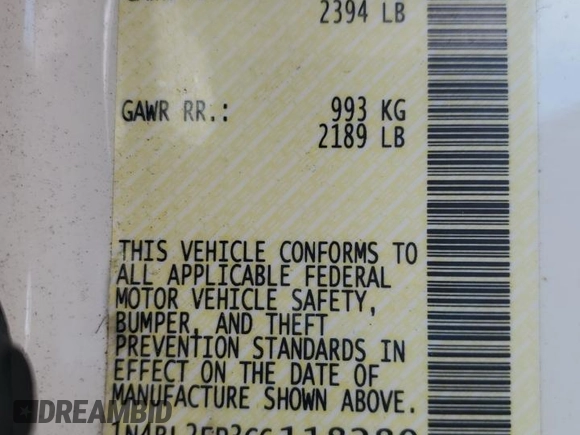 2394 LB
GAWR RR.: 993 KG
2189 LB
THIS VEHICLE CONFORMS TO
ALL APPLICABLE FEDERAL
MOTOR VEHICLE SAFETY,
BUMPER, AND THEFT
PREVENTION STANDARDS IN
EFFECT ON THE DATE OF
MANUFACTURE SHOWN ABOVE.
DREAMBID